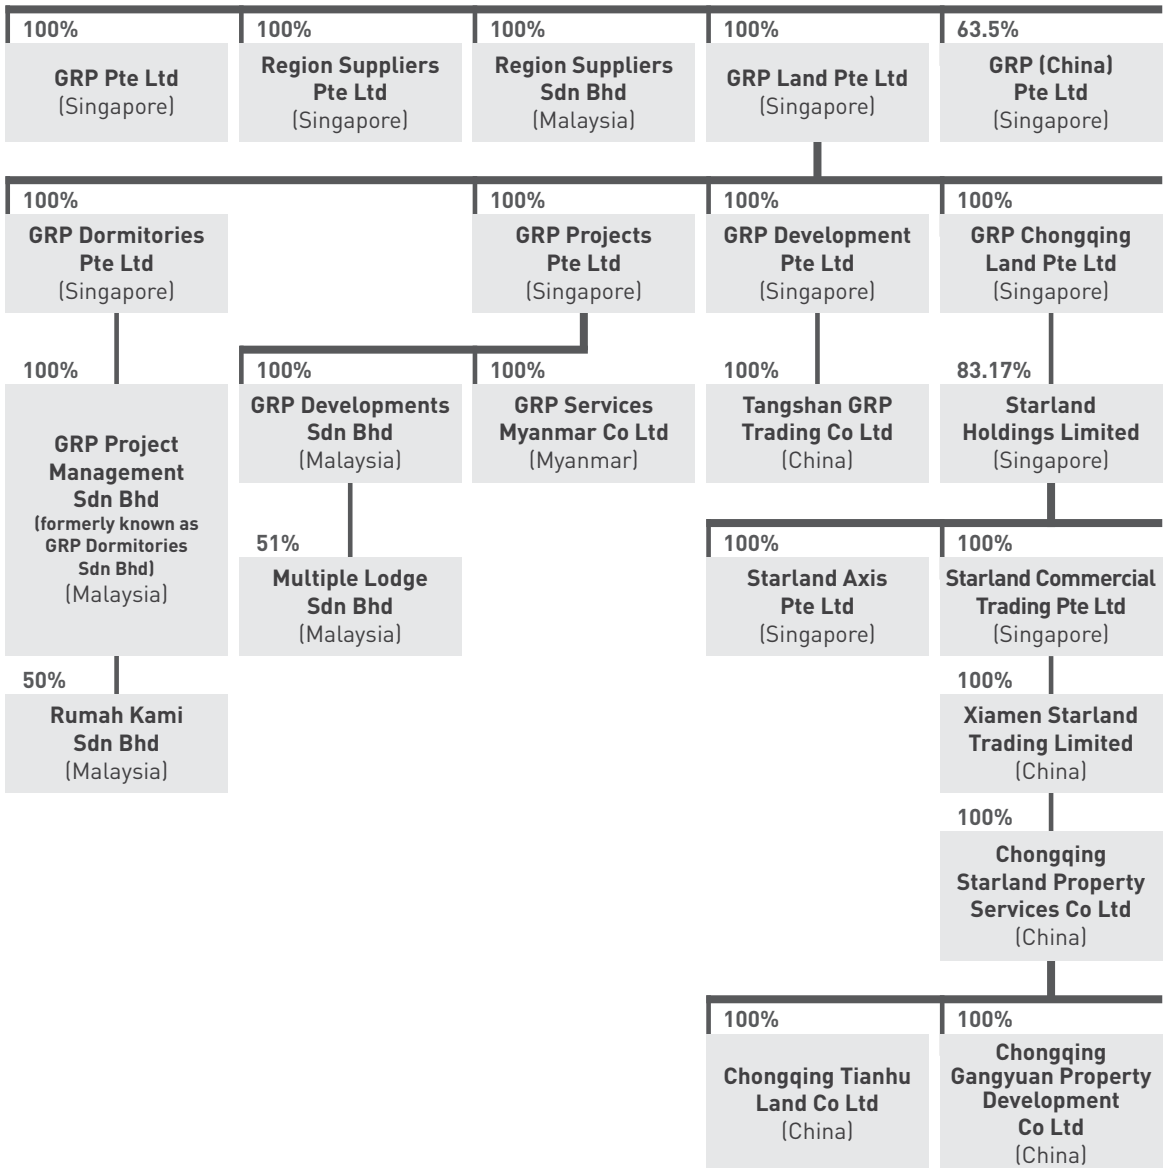 100%
GRP Pte Ltd
(Singapore)
100%
Region Suppliers
Pte Ltd
(Singapore)
100%
Region Suppliers
Sdn Bhd
(Malaysia)
100%
GRP Land Pte Ltd
(Singapore)
63.5%
GRP (China)
Pte Ltd
(Singapore)
100%
GRP Dormitories
Pte Ltd
(Singapore)
100%
GRP Projects
Pte Ltd
(Singapore)
100%
GRP Development
Pte Ltd
(Singapore)
100%
GRP Chongqing
Land Pte Ltd
(Singapore)
100%
GRP Project
Management
Sdn Bhd
(formerly known as
GRP Dormitories
Sdn Bhd)
(Malaysia)
100%
GRP Developments
Sdn Bhd
(Malaysia)
100%
GRP Services
Myanmar Co Ltd
(Myanmar)
100%
Tangshan GRP
Trading Co Ltd
(China)
83.17%
Starland
Holdings Limited
(Singapore)
51%
Multiple Lodge
Sdn Bhd
(Malaysia)
100%
Starland Axis
Pte Ltd
(Singapore)
100%
Starland Commercial
Trading Pte Ltd
(Singapore)
50%
Rumah Kami
Sdn Bhd
(Malaysia)
100%
Xiamen Starland
Trading Limited
(China)
100%
Chongqing
Starland Property
Services Co Ltd
(China)
100%
Chongqing Tianhu
Land Co Ltd
(China)
100%
Chongqing
Gangyuan Property
Development
Co Ltd
(China)